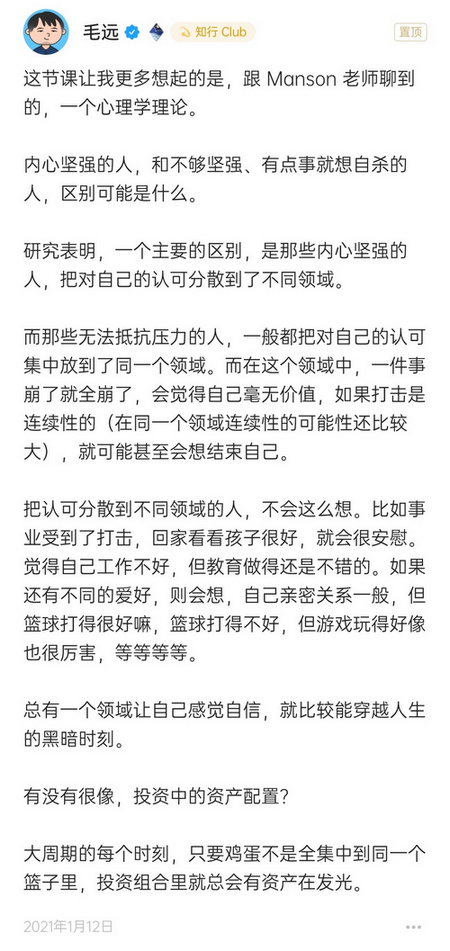 毛远 知行 Club 置顶
这节课让我更多想起的是，跟 Manson 老师聊到
的，一个心理学理论。
内心坚强的人，和不够坚强、有点事就想自杀的
人，区别可能是什么。
研究表明，一个主要的区别，是那些内心坚强的
人，把对自己的认可分散到了不同领域。
而那些无法抵抗压力的人，一般都把对自己的认可
集中放到了同一个领域。而在这个领域中，一件事
崩了就全崩了，会觉得自己毫无价值，如果打击是
连续性的（在同一个领域连续性的可能性还比较
大），就可能甚至会想结束自己。
把认可分散到不同领域的人，不会这么想。比如事
业受到了打击，回家看看孩子很好，就会很安慰。
觉得自己工作不好，但教育做得还是不错的。如果
还有不同的爱好，则会想，自己亲密关系一般，但
篮球打得很好嘛，篮球打得不好，但游戏玩得好像
也很厉害，等等等等。
总有一个领域让自己感觉自信，就比较能穿越人生
的黑暗时刻。
有没有很像，投资中的资产配置？
大周期的每个时刻，只要鸡蛋不是全集中到同一个
篮子里，投资组合里就总会有资产在发光。
2021年1月12日